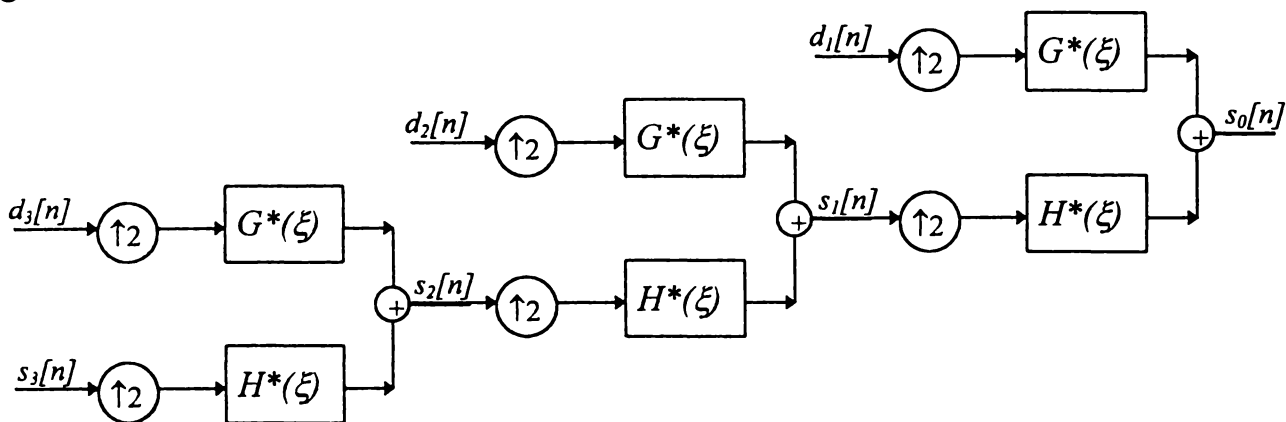 d₁[n]
↑2
G*(ξ)
d₂[n]
↑2
G*(ξ)
+
s₀[n]
d₃[n]
↑2
G*(ξ)
+
s₁[n]
↑2
H*(ξ)
+
s₂[n]
↑2
H*(ξ)
s₃[n]
↑2
H*(ξ)